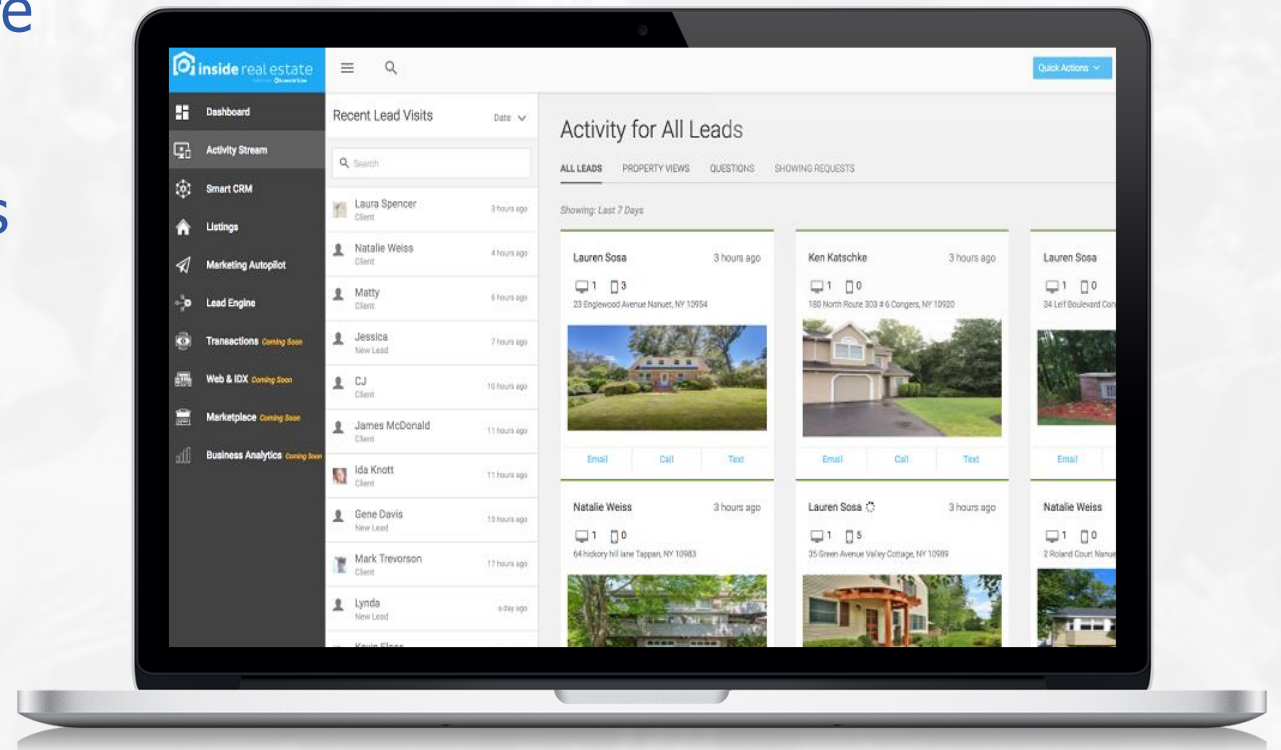 inside real estate
Quick Actions
Dashboard
Activity Stream
Smart CRM
Listings
Marketing Autopilot
Lead Engine
Transactions Coming Soon
Web & IDX Coming Soon
Marketplace Coming Soon
Business Analytics Coming Soon
Recent Lead Visits
Date
Search
Laura Spencer
3 hours ago
Client
Natalie Weiss
4 hours ago
Client
Matty
6 hours ago
Client
Jessica
7 hours ago
New Lead
CJ
10 hours ago
Client
James McDonald
11 hours ago
Client
Ida Knott
11 hours ago
Client
Gene Davis
15 hours ago
New Lead
Mark Trevorson
17 hours ago
Client
Lynda
a day ago
New Lead
Activity for All Leads
ALL LEADS PROPERTY VIEWS QUESTIONS SHOWING REQUESTS
Showing: Last 7 Days
Lauren Sosa 3 hours ago
1 3
23 Englewood Avenue Nanuet, NY 10954
Email Call Text
Ken Katschke 3 hours ago
1 0
180 North Route 303 # 6 Congers, NY 10920
Email Call Text
Lauren Sosa
1 0
34 Lef Boulevard Con
Email
Natalie Weiss 3 hours ago
1 0
64 hickory hill lane Tappan, NY 10983
Lauren Sosa 3 hours ago
1 5
35 Green Avenue Valley Cottage, NY 10989
Natalie Weiss
1 0
2 Roland Court Nanue